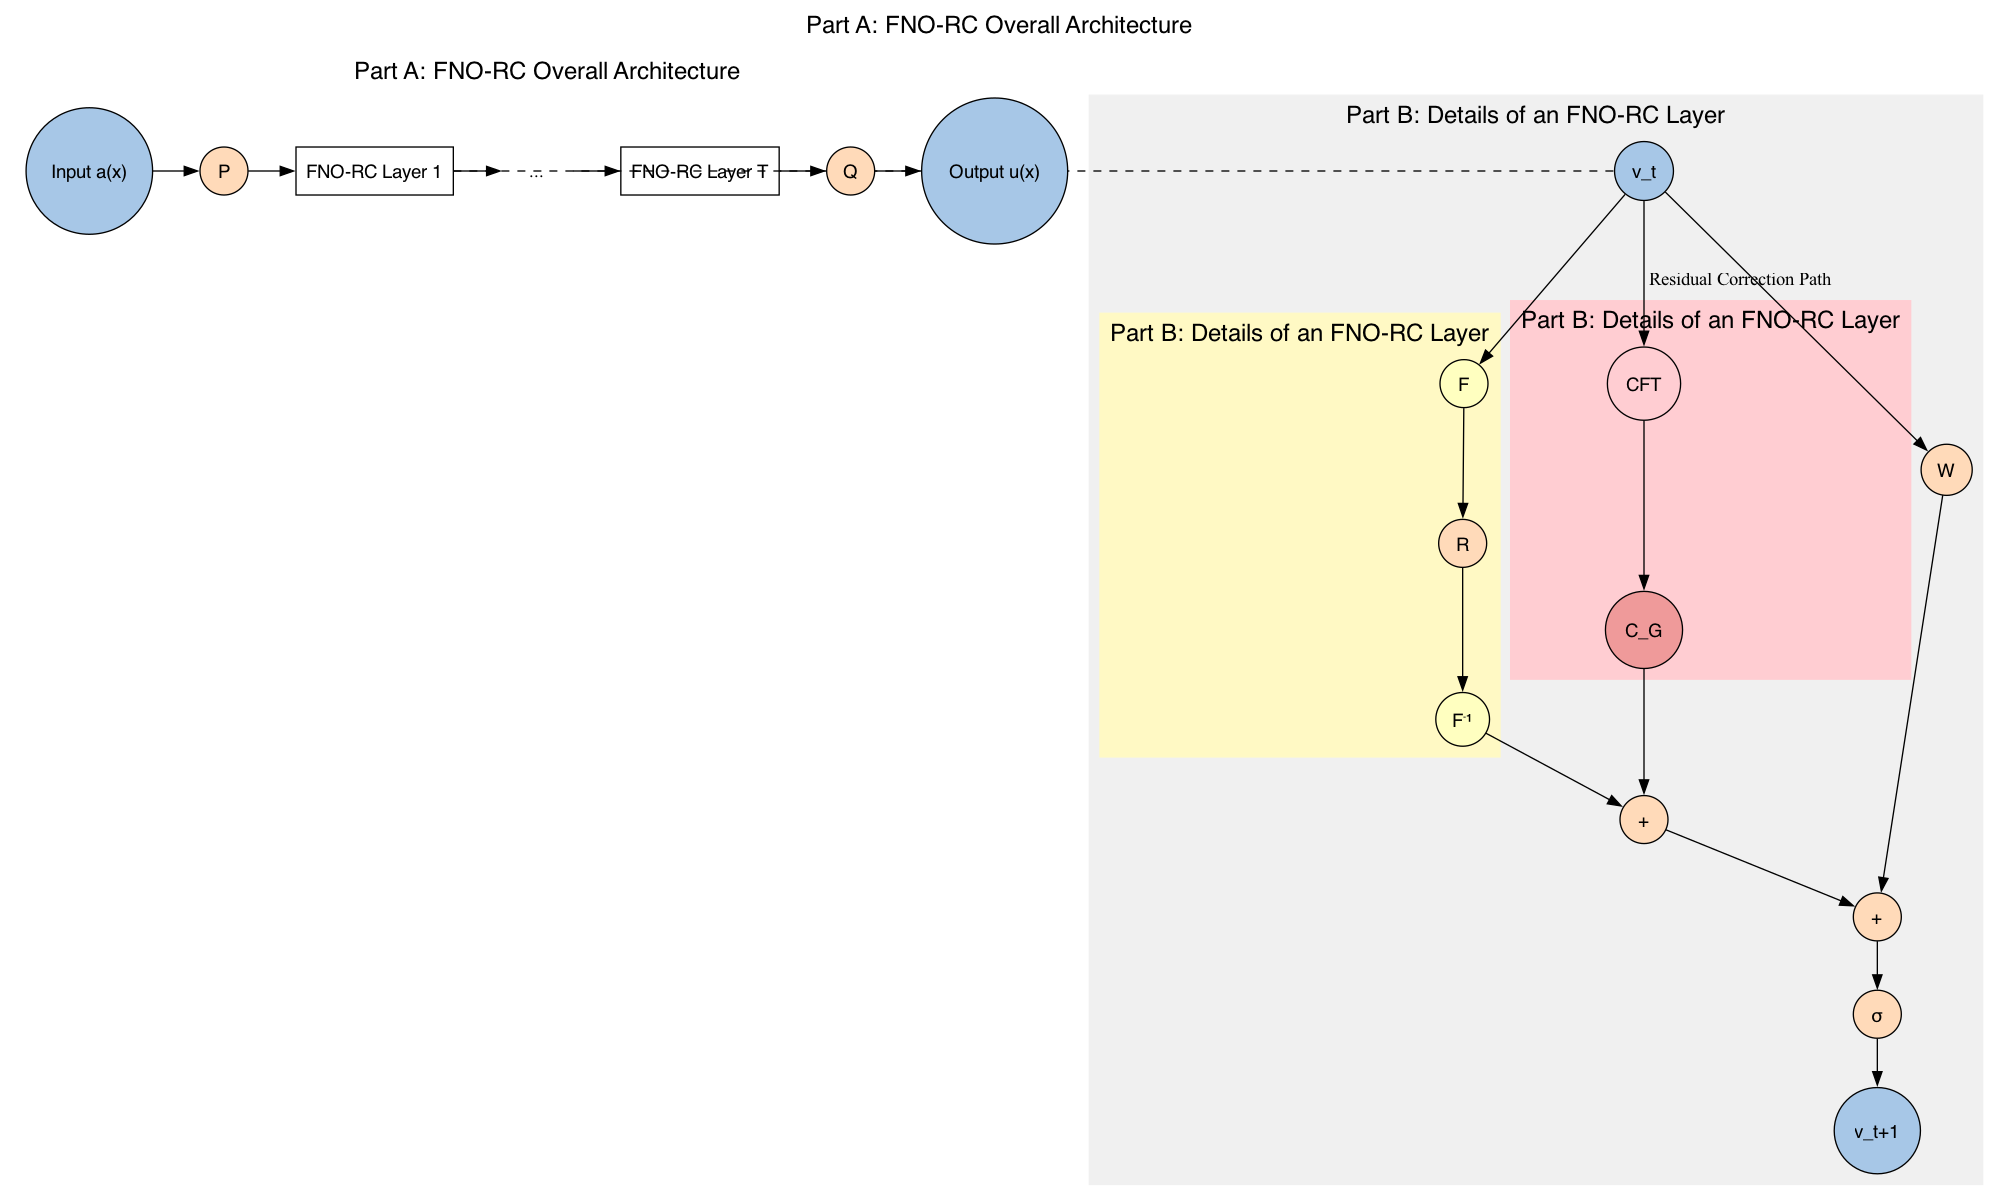 Part A: FNO-RC Overall Architecture
Part A: FNO-RC Overall Architecture
Input a(x)
P
FNO-RC Layer 1
...
FNO-RC Layer T
Q
Output u(x)
Part B: Details of an FNO-RC Layer
v_t
Residual Correction Path
Part B: Details of an FNO-RC Layer
Part B: Details of an FNO-RC Layer
F
CFT
W
R
C_G
F⁻¹
+
+
σ
v_t+1